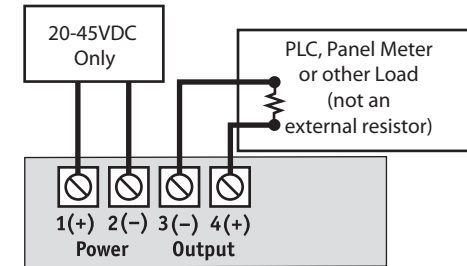 20-45VDC
Only
PLC, Panel Meter
or other Load
(not an
external resistor)
1(+) 2(−) 3(−) 4(+)
Power Output